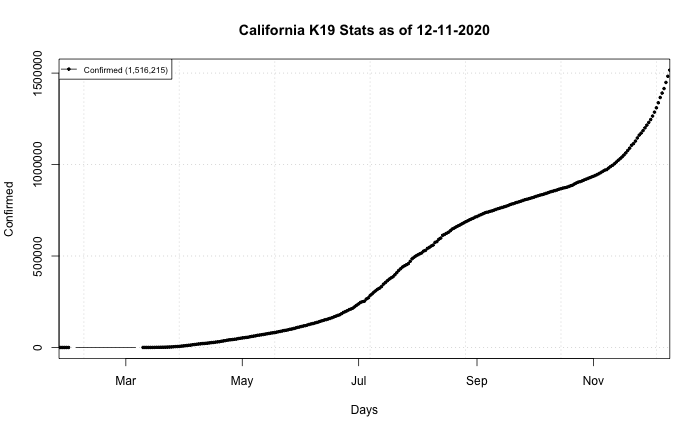 California K19 Stats as of 12-11-2020
Confirmed (1,516,215)
Confirmed
1500000
1000000
500000
0
Mar May Jul Sep Nov
Days